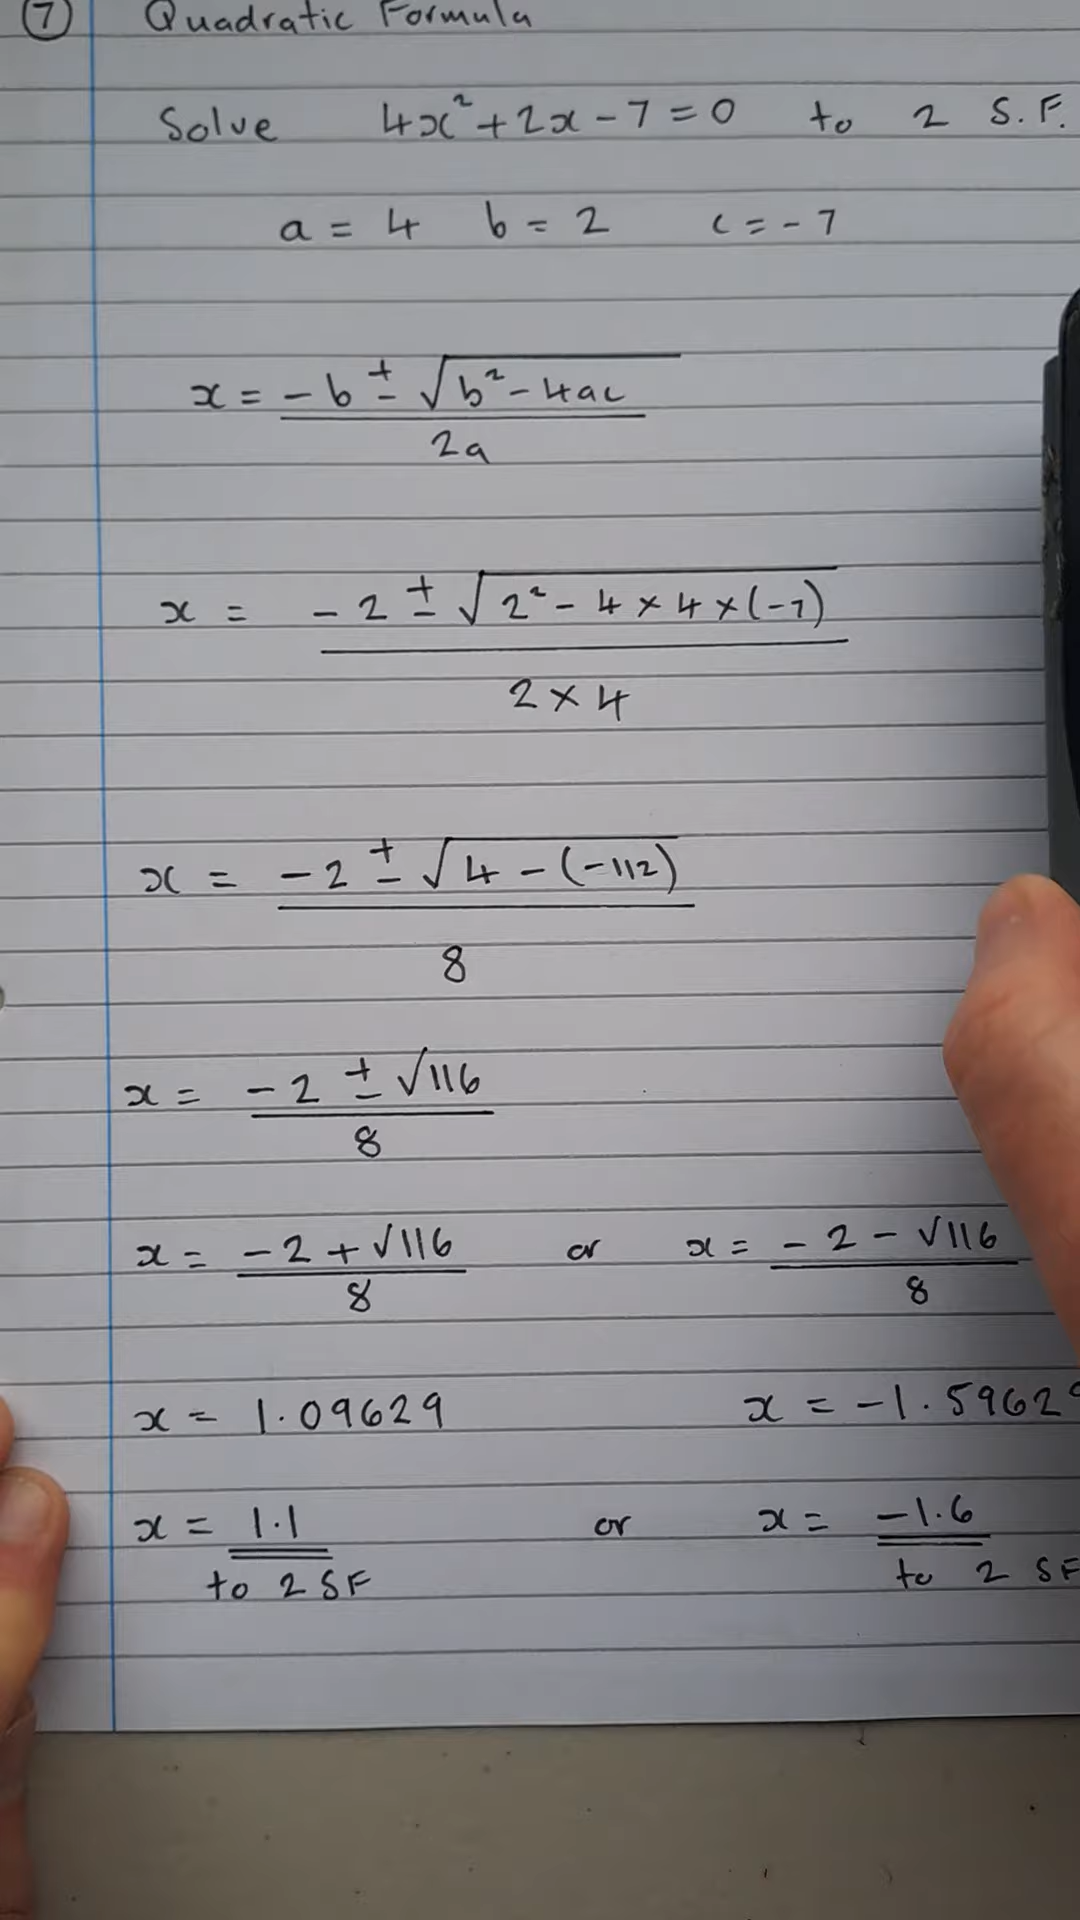 7 Quadratic Formula
Solve 4x² + 2x - 7 = 0 to 2 S.F.
a = 4 b = 2 c = -7
x = -b ± √b² - 4ac
2a
x = -2 ± √2² - 4 × 4 × (-7)
2 × 4
x = -2 ± √4 - (-112)
8
x = -2 ± √116
8
x = -2 + √116 or x = -2 - √116
8 8
x = 1.09629 x = -1.59629
x = 1.1 or x = -1.6
to 2 SF to 2 SF